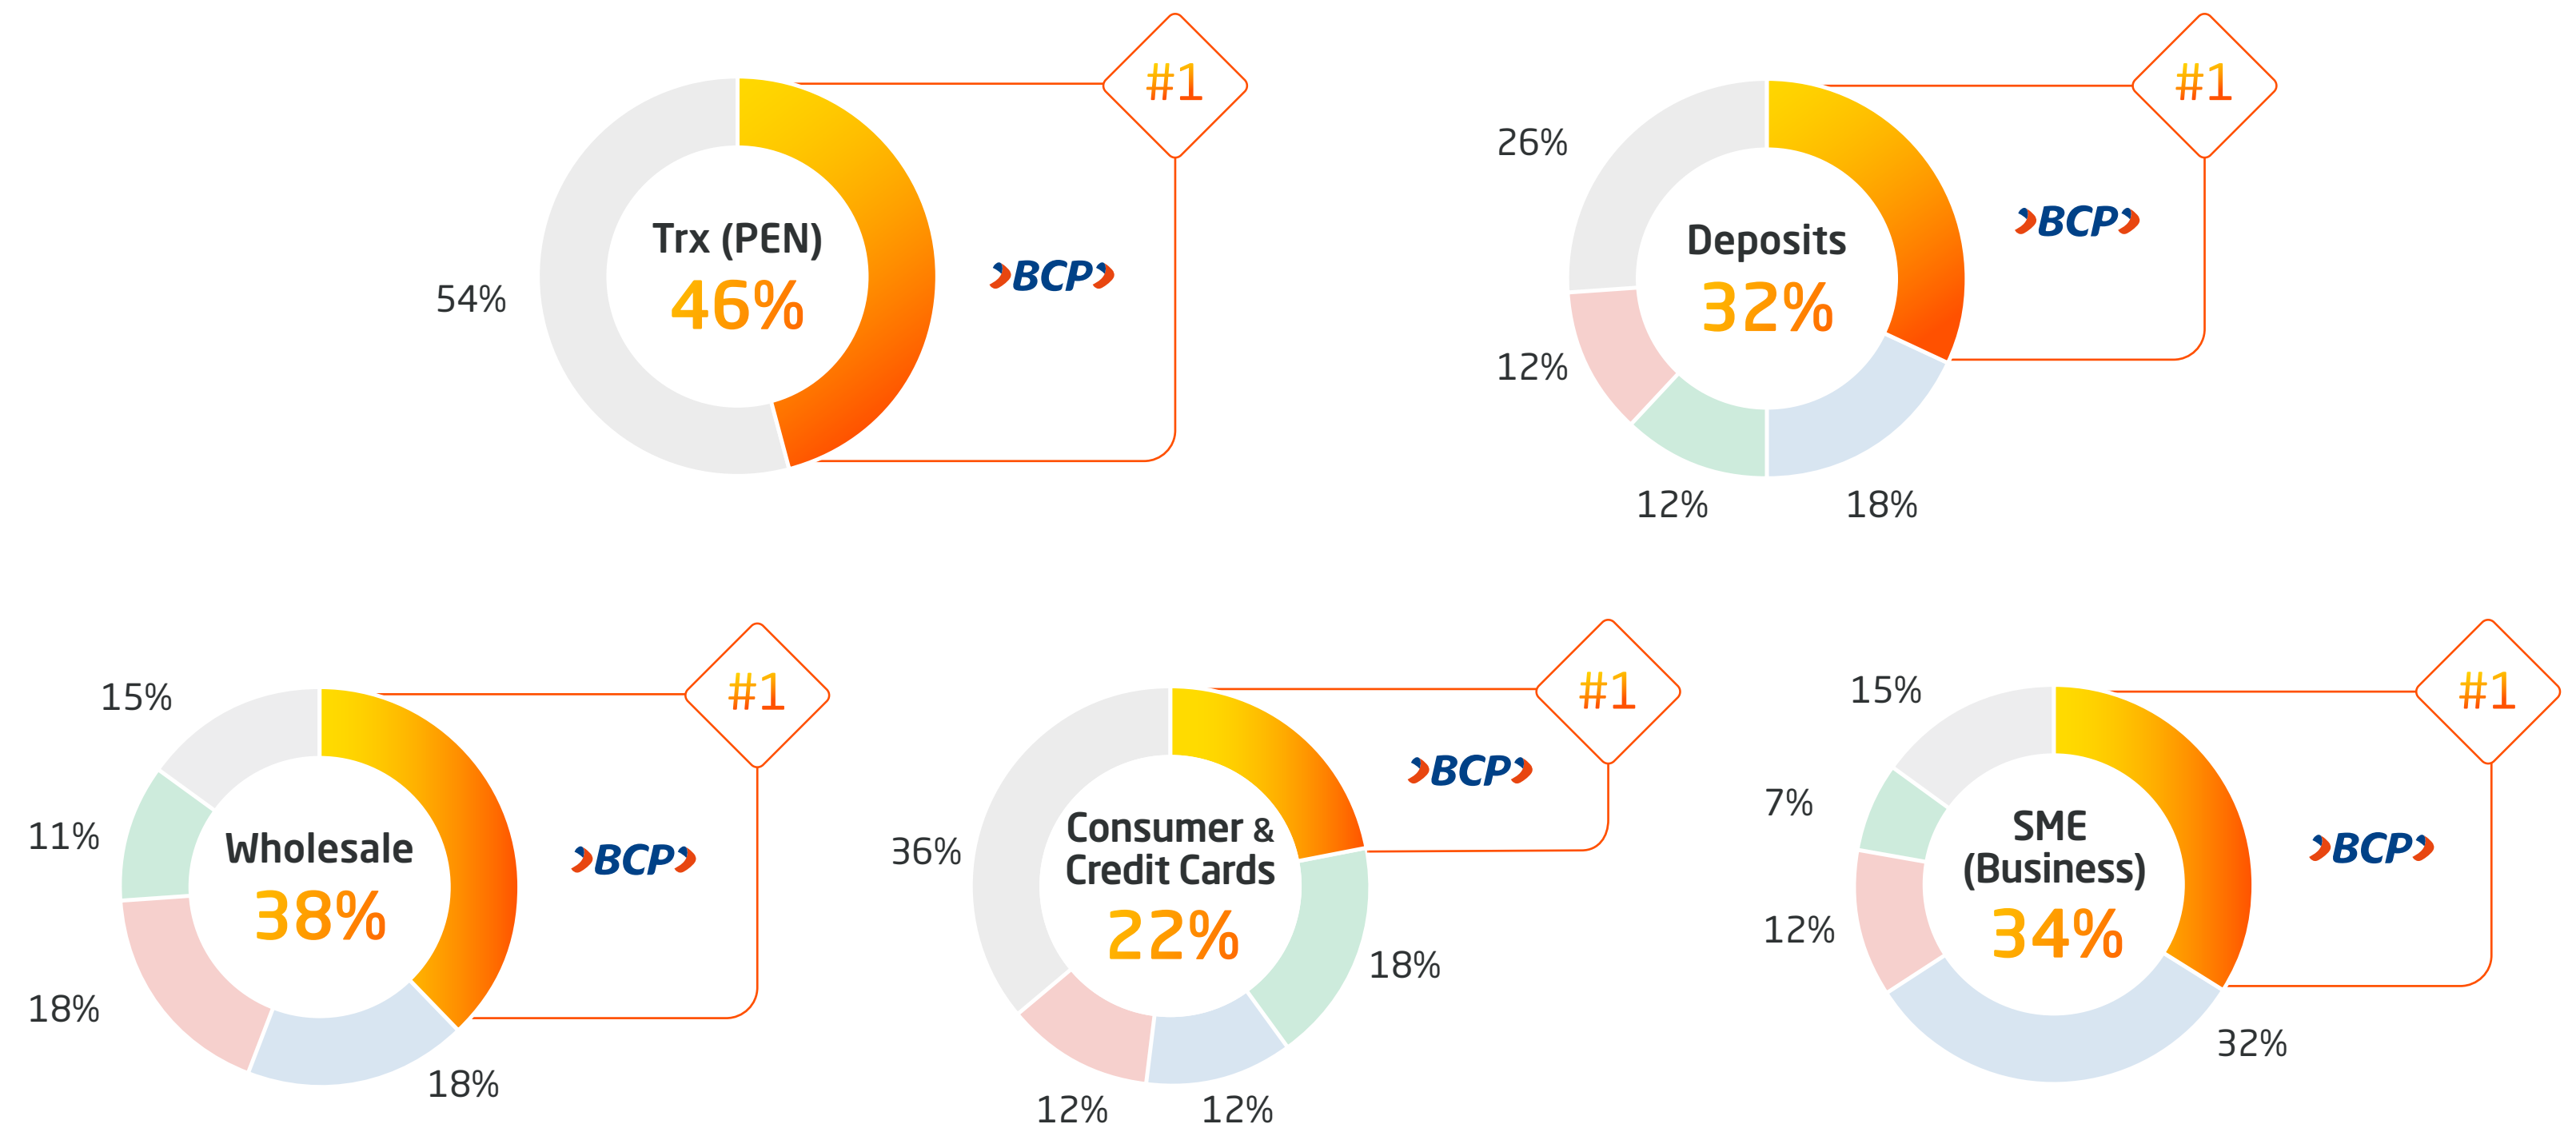 #1
Trx (PEN)
46%
54%
BCP
#1
26%
Deposits
32%
BCP
12%
12%
18%
#1
15%
11%
Wholesale
38%
BCP
18%
18%
#1
36%
Consumer &
Credit Cards
22%
BCP
18%
12%
12%
#1
15%
7%
SME
(Business)
34%
BCP
12%
32%